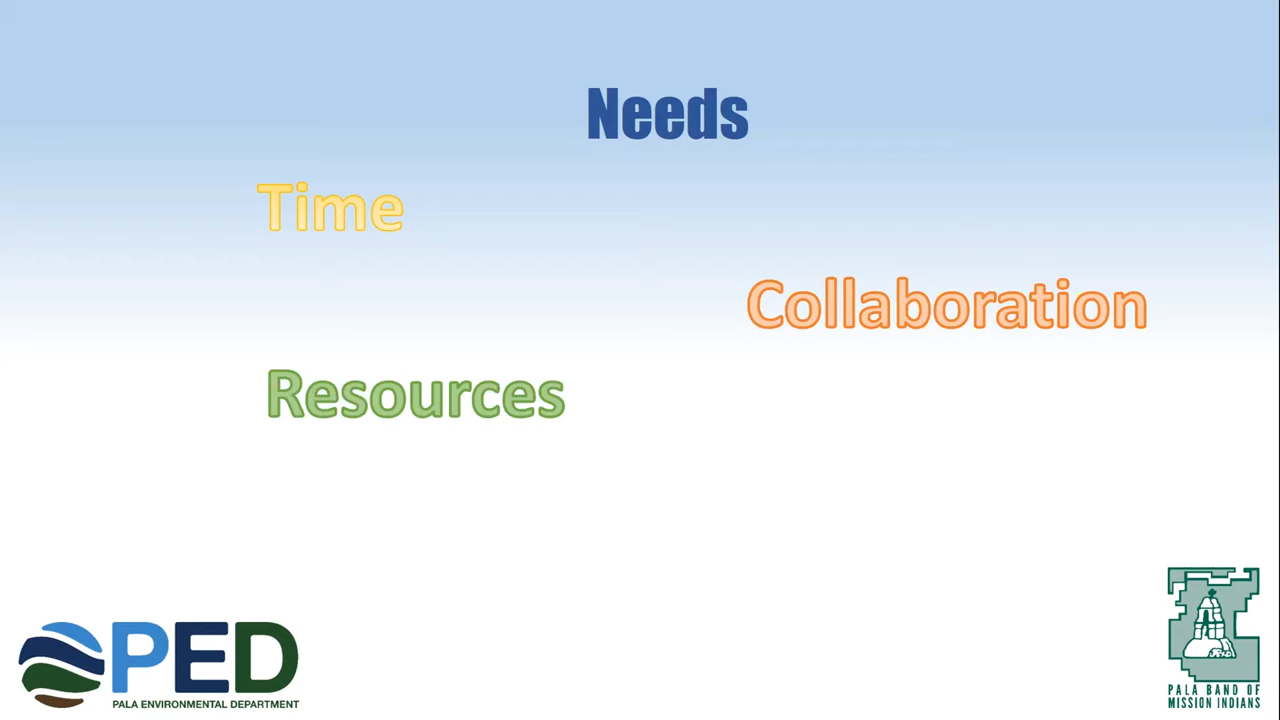 Needs
Time
Collaboration
Resources
PED
PALA ENVIRONMENTAL DEPARTMENT
PALA BAND OF
MISSION INDIANS